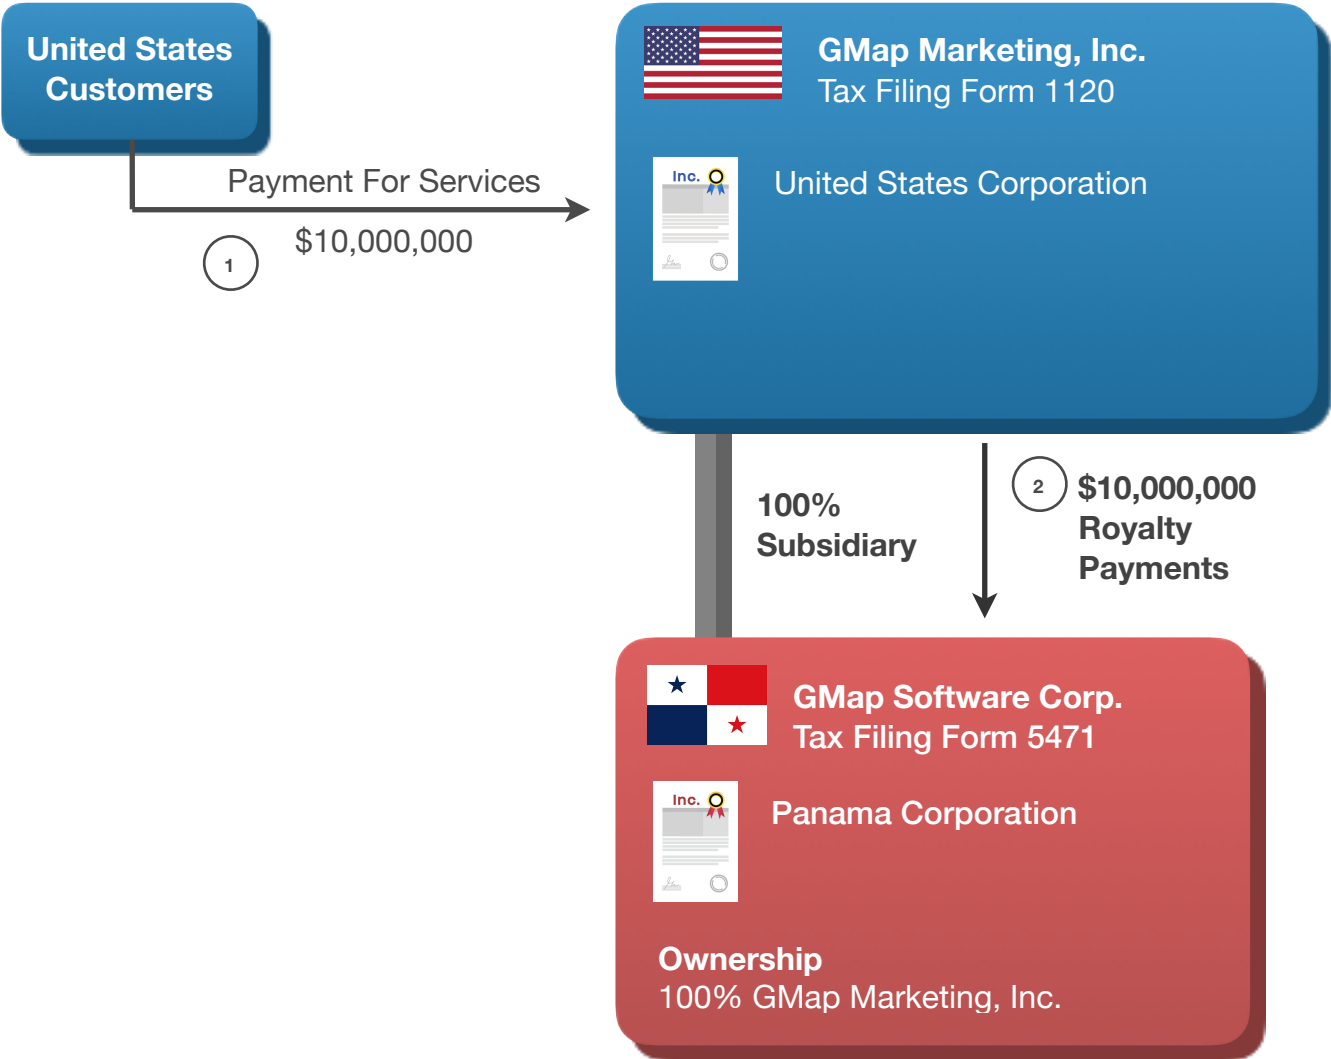 United States
Customers
GMap Marketing, Inc.
Tax Filing Form 1120
Inc.
United States Corporation
Payment For Services
$10,000,000
1
100%
Subsidiary
2
$10,000,000
Royalty
Payments
GMap Software Corp.
Tax Filing Form 5471
Inc.
Panama Corporation
Ownership
100% GMap Marketing, Inc.